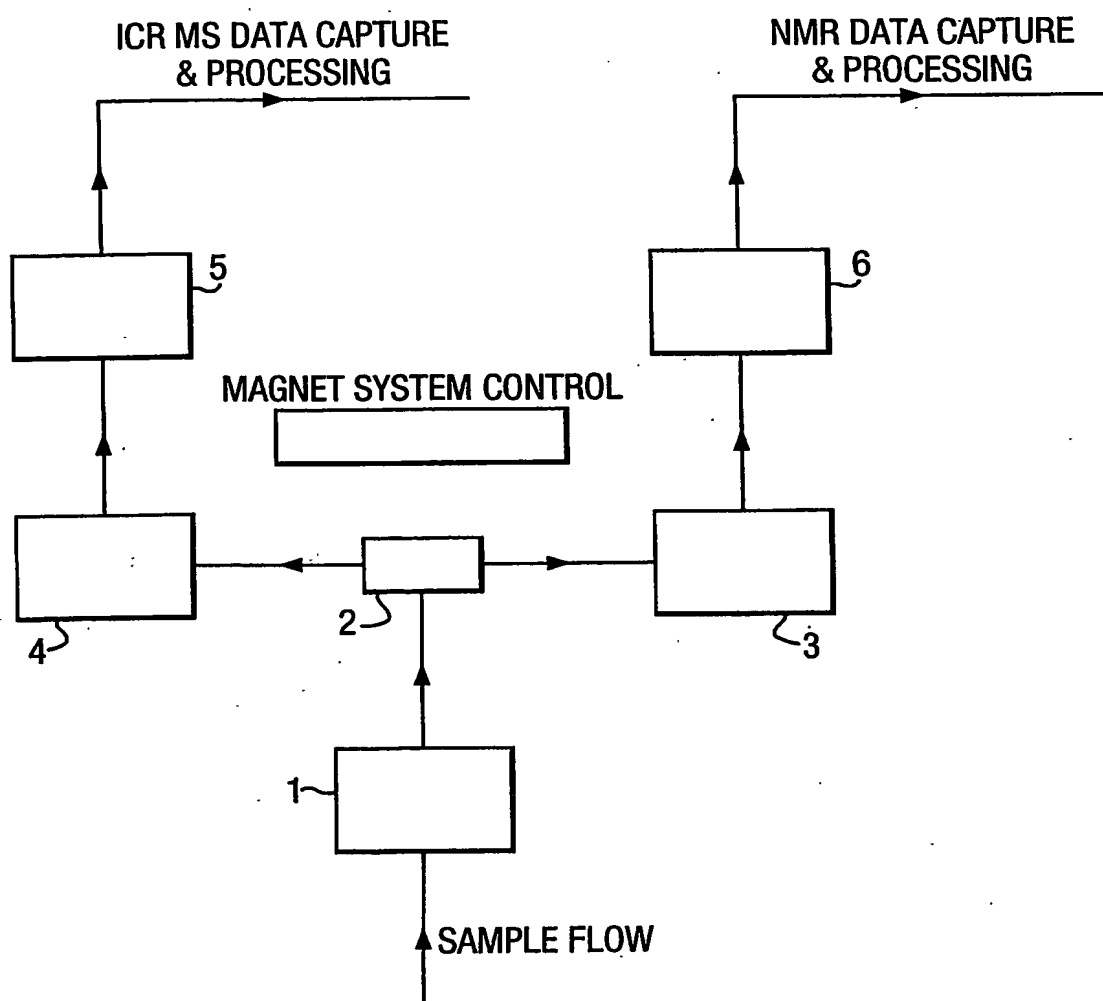 ICR MS DATA CAPTURE
& PROCESSING
NMR DATA CAPTURE
& PROCESSING
5
6
MAGNET SYSTEM CONTROL
4
2
3
1
SAMPLE FLOW